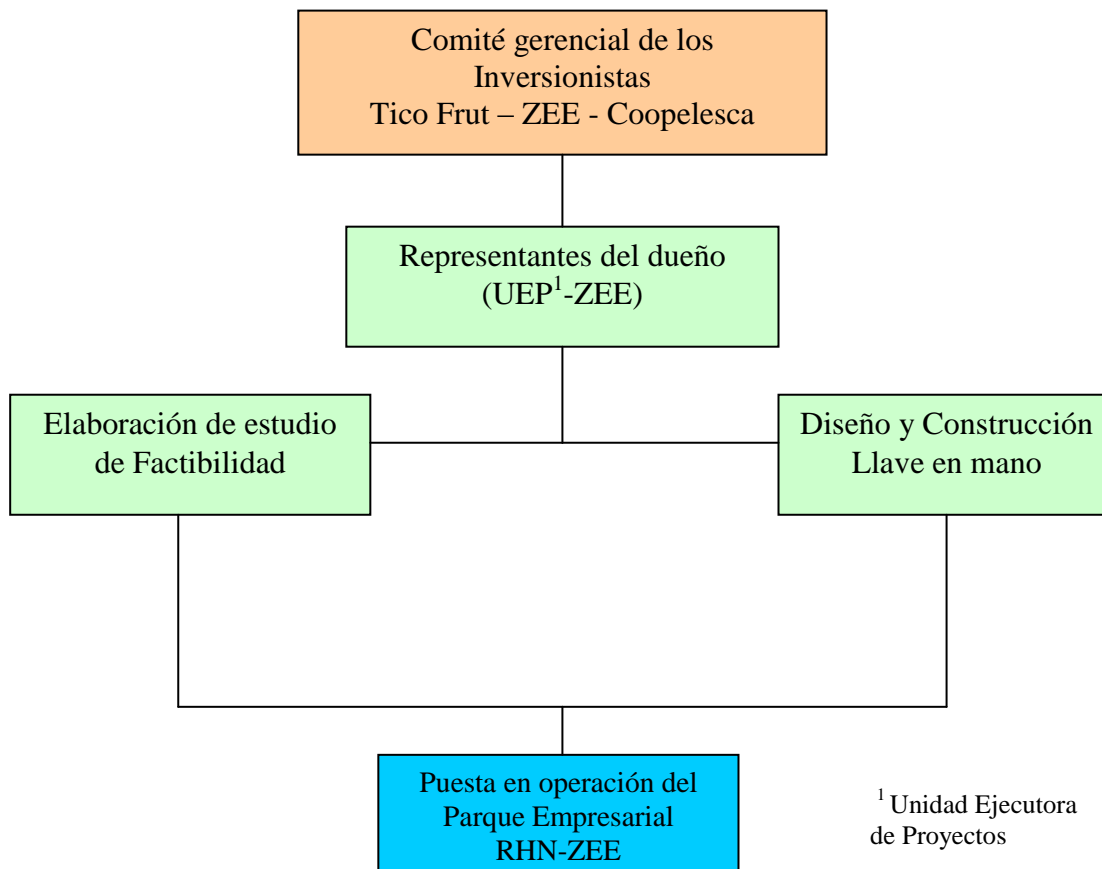 Comité gerencial de los
Inversionistas
Tico Frut – ZEE - Coopelesca
Representantes del dueño
(UEP¹-ZEE)
Elaboración de estudio
de Factibilidad
Diseño y Construcción
Llave en mano
Puesta en operación del
Parque Empresarial
RHN-ZEE
¹ Unidad Ejecutora
de Proyectos